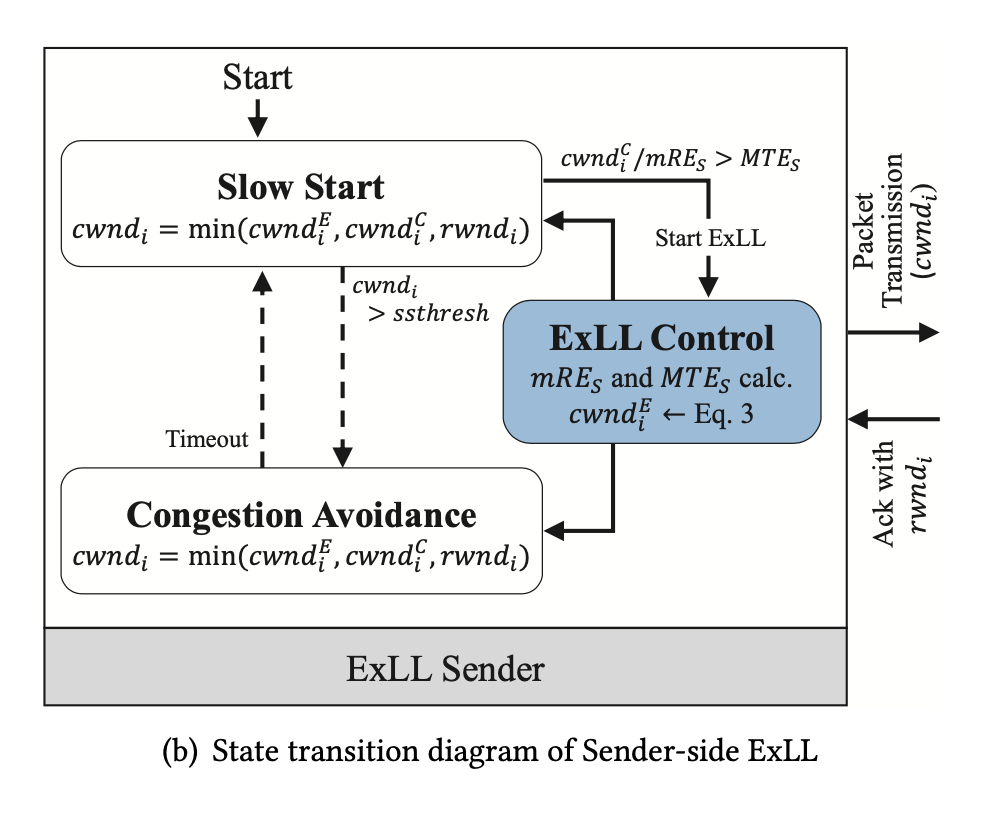 Start
Slow Start
cwnd_i = min(cwnd_i^E, cwnd_i^C, rwnd_i)
cwnd_i^C/mRE_S > MTE_S
Start ExLL
cwnd_i
> ssthresh
ExLL Control
mRE_S and MTE_S calc.
cwnd_i^E ← Eq. 3
Timeout
Congestion Avoidance
cwnd_i = min(cwnd_i^E, cwnd_i^C, rwnd_i)
Packet
Transmission
(cwnd_i)
Ack with
rwnd_i
ExLL Sender
(b) State transition diagram of Sender-side ExLL